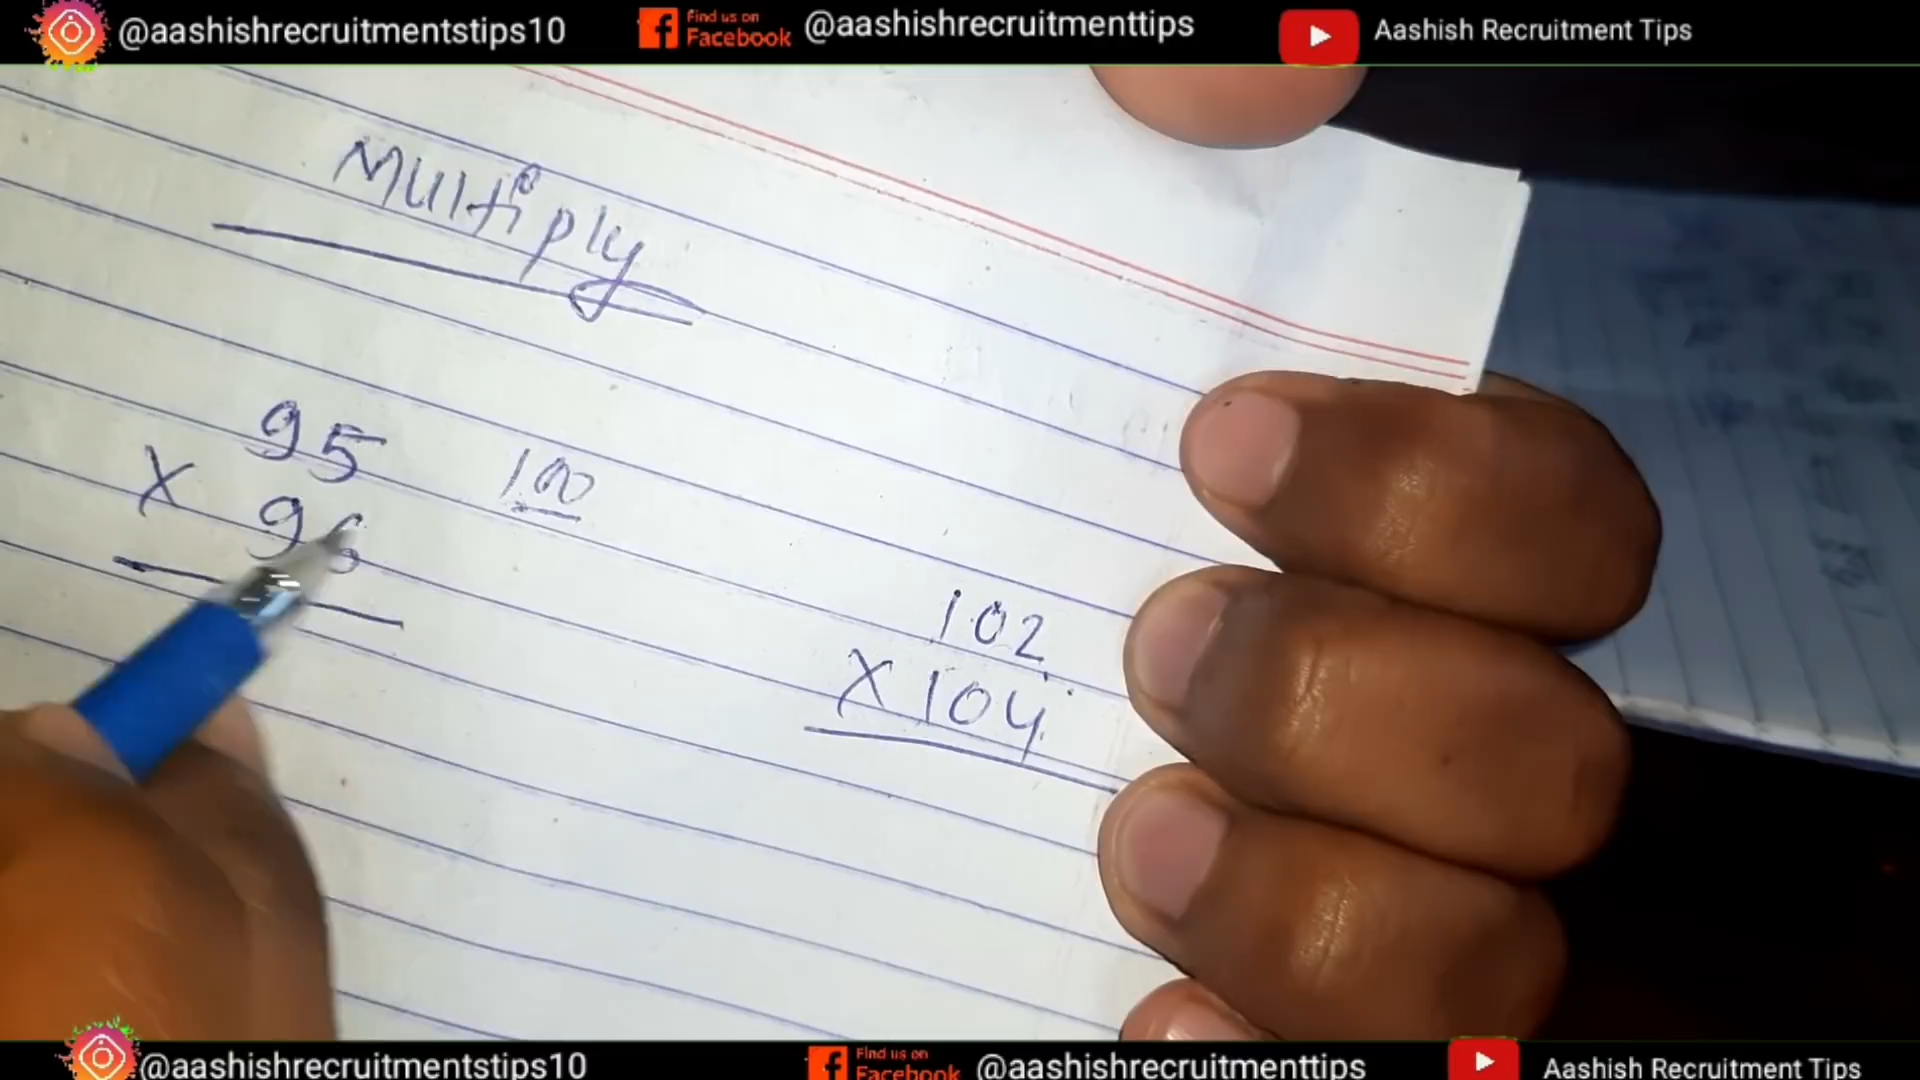 @aashishrecruitmentstips10
Find us on
Facebook
@aashishrecruitmenttips
Aashish Recruitment Tips
Multiply
95
X 96
100
102
X 104
@aashishrecruitmentstips10
Find us on
Facebook
@aashishrecruitmenttips
Aashish Recruitment Tips